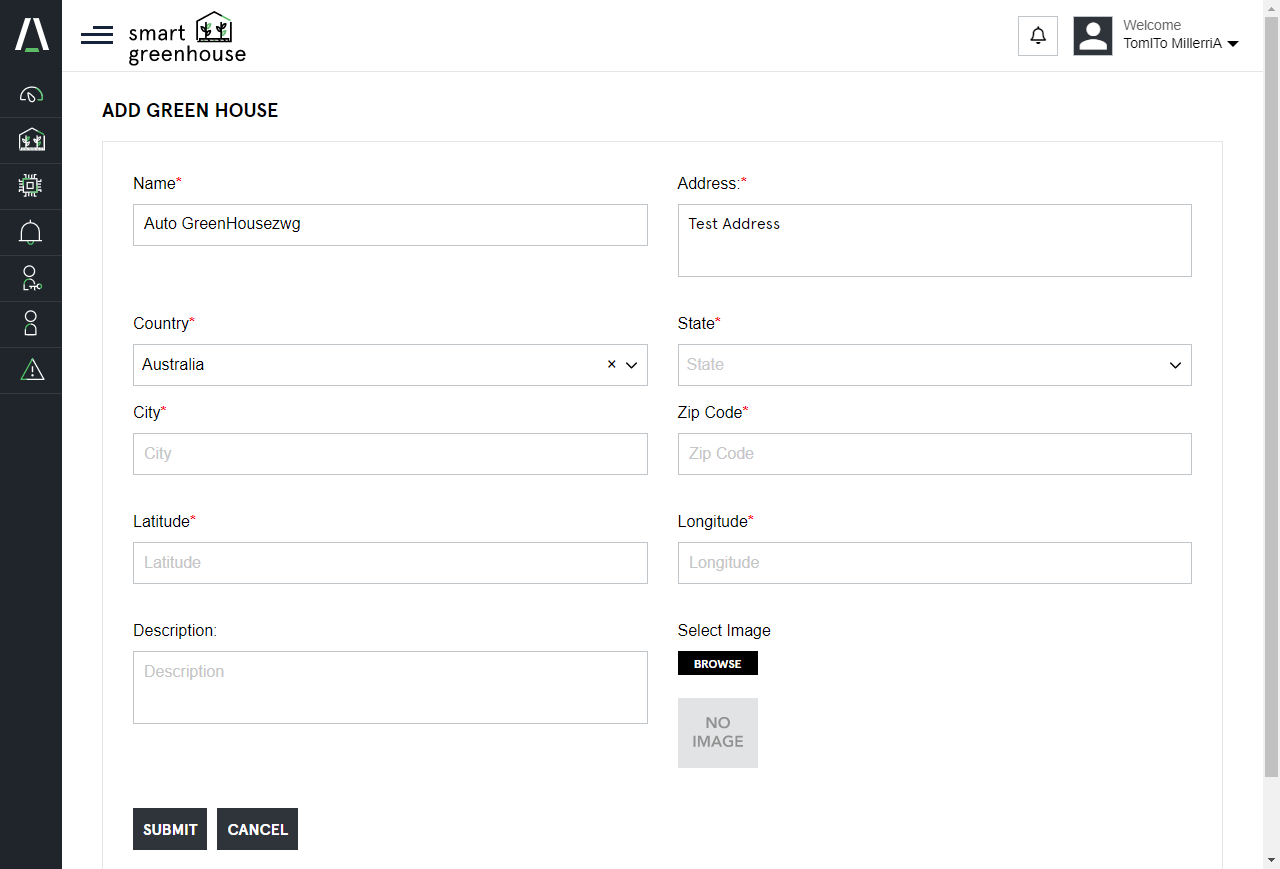 smart
greenhouse
Welcome
TomITo MillerriA
ADD GREEN HOUSE
Name*
Address:*
Auto GreenHousezwg
Test Address
Country*
State*
Australia ×
State
City*
Zip Code*
City
Zip Code
Latitude*
Longitude*
Latitude
Longitude
Description:
Select Image
Description
BROWSE
NO
IMAGE
SUBMIT
CANCEL